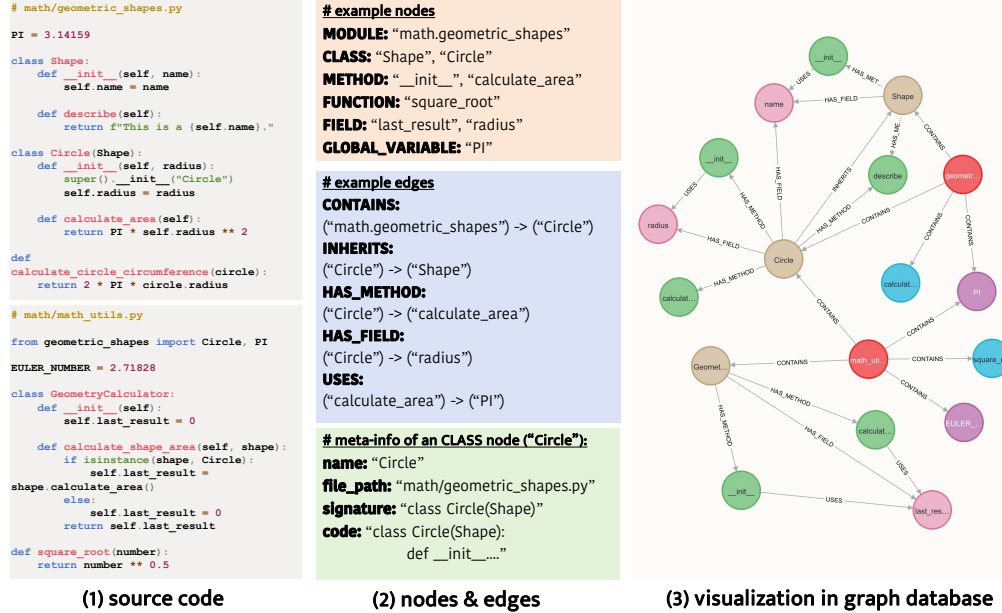 # math/geometric_shapes.py
PI = 3.14159
class Shape:
def __init__(self, name):
self.name = name
def describe(self):
return f"This is a {self.name}."
class Circle(Shape):
def __init__(self, radius):
super().__init__("Circle")
self.radius = radius
def calculate_area(self):
return PI * self.radius ** 2
def
calculate_circle_circumference(circle):
return 2 * PI * circle.radius
# math/math_utils.py
from geometric_shapes import Circle, PI
EULER_NUMBER = 2.71828
class GeometryCalculator:
def __init__(self):
self.last_result = 0
def calculate_shape_area(self, shape):
if isinstance(shape, Circle):
self.last_result =
shape.calculate_area()
else:
self.last_result = 0
return self.last_result
def square_root(number):
return number ** 0.5
(1) source code
# example nodes
MODULE: “math.geometric_shapes”
CLASS: “Shape”, “Circle”
METHOD: “__init__”, “calculate_area”
FUNCTION: “square_root”
FIELD: “last_result”, “radius”
GLOBAL_VARIABLE: “PI”
# example edges
CONTAINS:
(“math.geometric_shapes”) -> (“Circle”)
INHERITS:
(“Circle”) -> (“Shape”)
HAS_METHOD:
(“Circle”) -> (“calculate_area”)
HAS_FIELD:
(“Circle”) -> (“radius”)
USES:
(“calculate_area”) -> (“PI”)
# meta-info of an CLASS node (“Circle”):
name: “Circle”
file_path: “math/geometric_shapes.py”
signature: “class Circle(Shape)”
code: “class Circle(Shape):
def __init__....”
(2) nodes & edges
__init__
USES
HAS_MET...
name
HAS_FIELD
Shape
HAS_ME...
CONTAINS
__init__
HAS_FIELD
INHERITS
describe
geometr...
USES
HAS_METHOD
HAS_METHOD
CONTAINS
radius
HAS_FIELD
Circle
CONTAINS
CONTAINS
HAS_METHOD
calculat...
calculat...
PI
CONTAINS
CONTAINS
Geomet...
CONTAINS
math_uti...
CONTAINS
square_r
HAS_METHOD
CONTAINS
HAS_METHOD
HAS_FIELD
calculat...
EULER_...
USES
__init__
USES
last_res...
(3) visualization in graph database